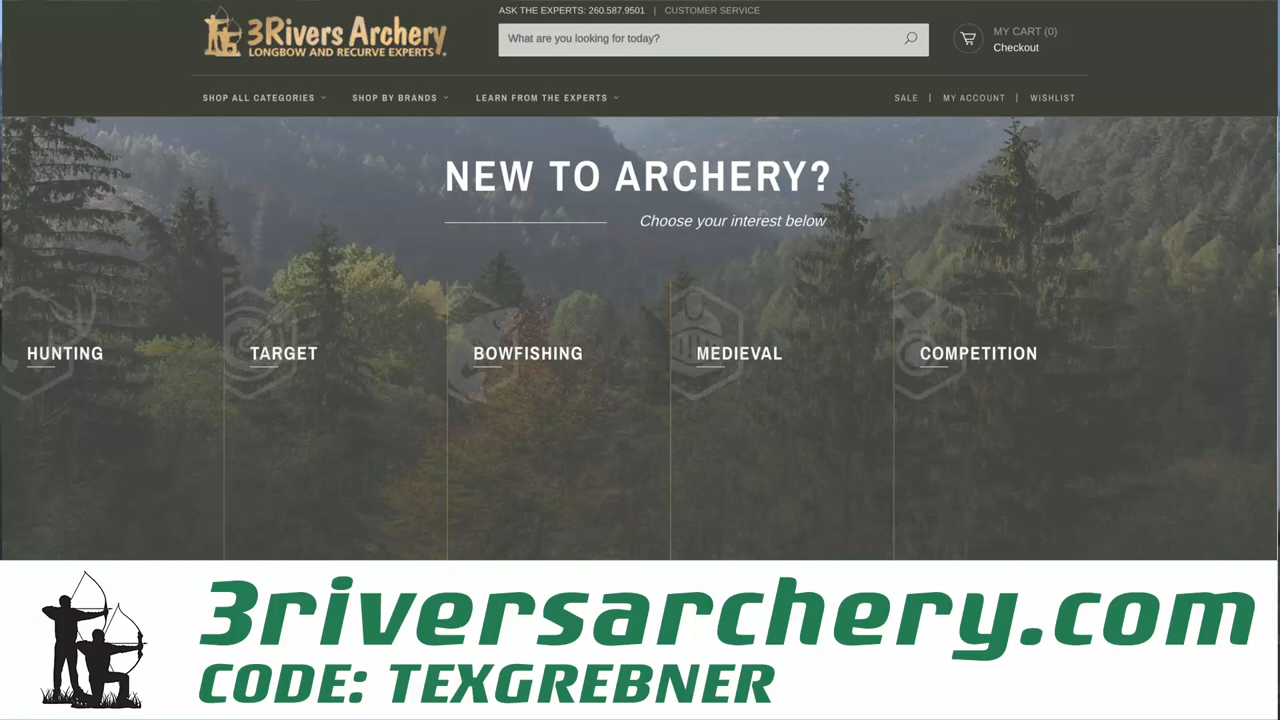 ASK THE EXPERTS: 260.587.9501 | CUSTOMER SERVICE
3Rivers Archery
LONGBOW AND RECURVE EXPERTS
What are you looking for today?
MY CART (0)
Checkout
SHOP ALL CATEGORIES SHOP BY BRANDS LEARN FROM THE EXPERTS SALE | MY ACCOUNT | WISHLIST
NEW TO ARCHERY?
Choose your interest below
HUNTING TARGET BOWFISHING MEDIEVAL COMPETITION
3riversarchery.com
CODE: TEXGREBNER